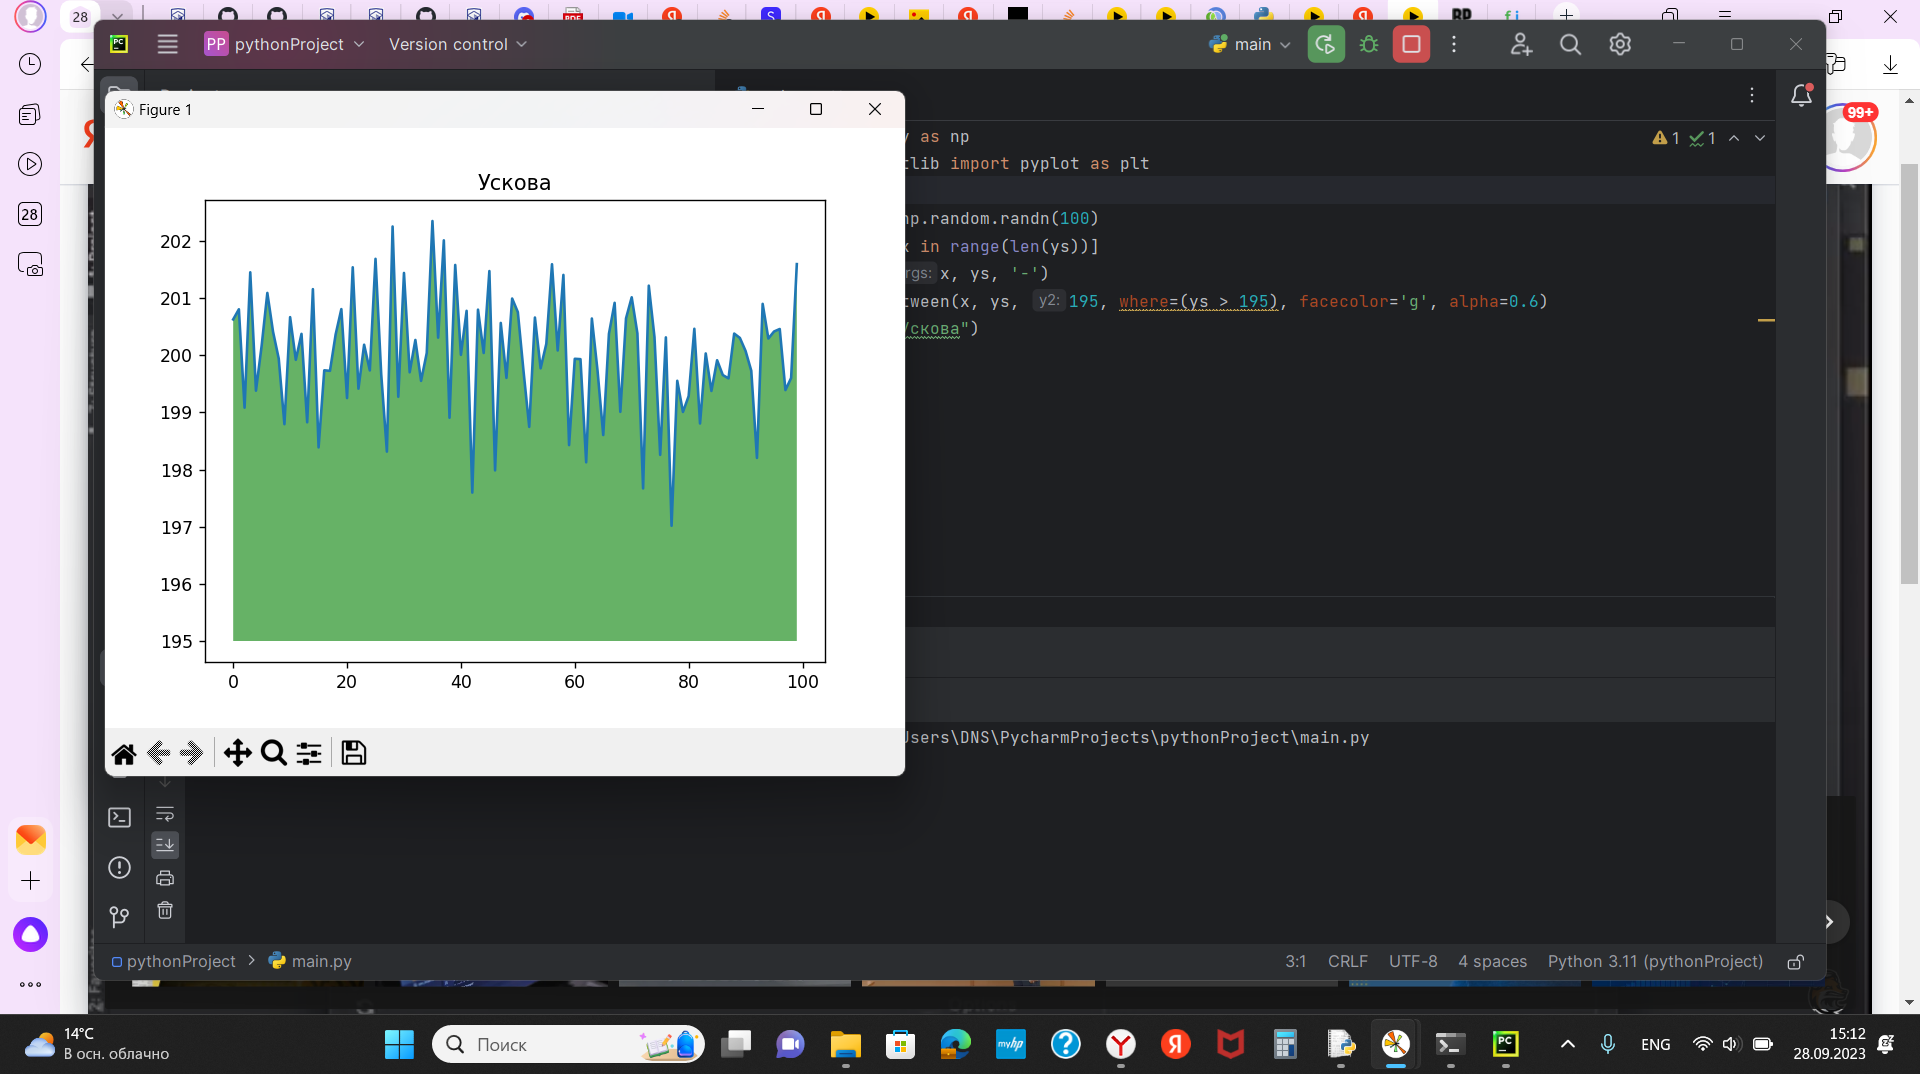 28
PP pythonProject
Version control
main
Figure 1
99+
y as np
tlib import pyplot as plt
1
1
np.random.randn(100)
x in range(len(ys))]
rgs: x, ys, '-')
tween(x, ys, y2: 195, where=(ys > 195), facecolor='g', alpha=0.6)
Ускова")
Ускова
202
201
200
199
198
197
196
195
0 20 40 60 80 100
28
Users\DNS\PycharmProjects\pythonProject\main.py
pythonProject > main.py
3:1 CRLF UTF-8 4 spaces Python 3.11 (pythonProject)
14°C
В осн. облачно
Поиск
myhp
PC
ENG
15:12
28.09.2023